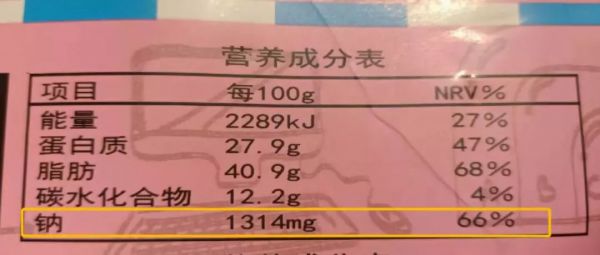 营养成分表
项目 每100g NRV%
能量 2289kJ 27%
蛋白质 27.9g 47%
脂肪 40.9g 68%
碳水化合物 12.2g 4%
钠 1314mg 66%